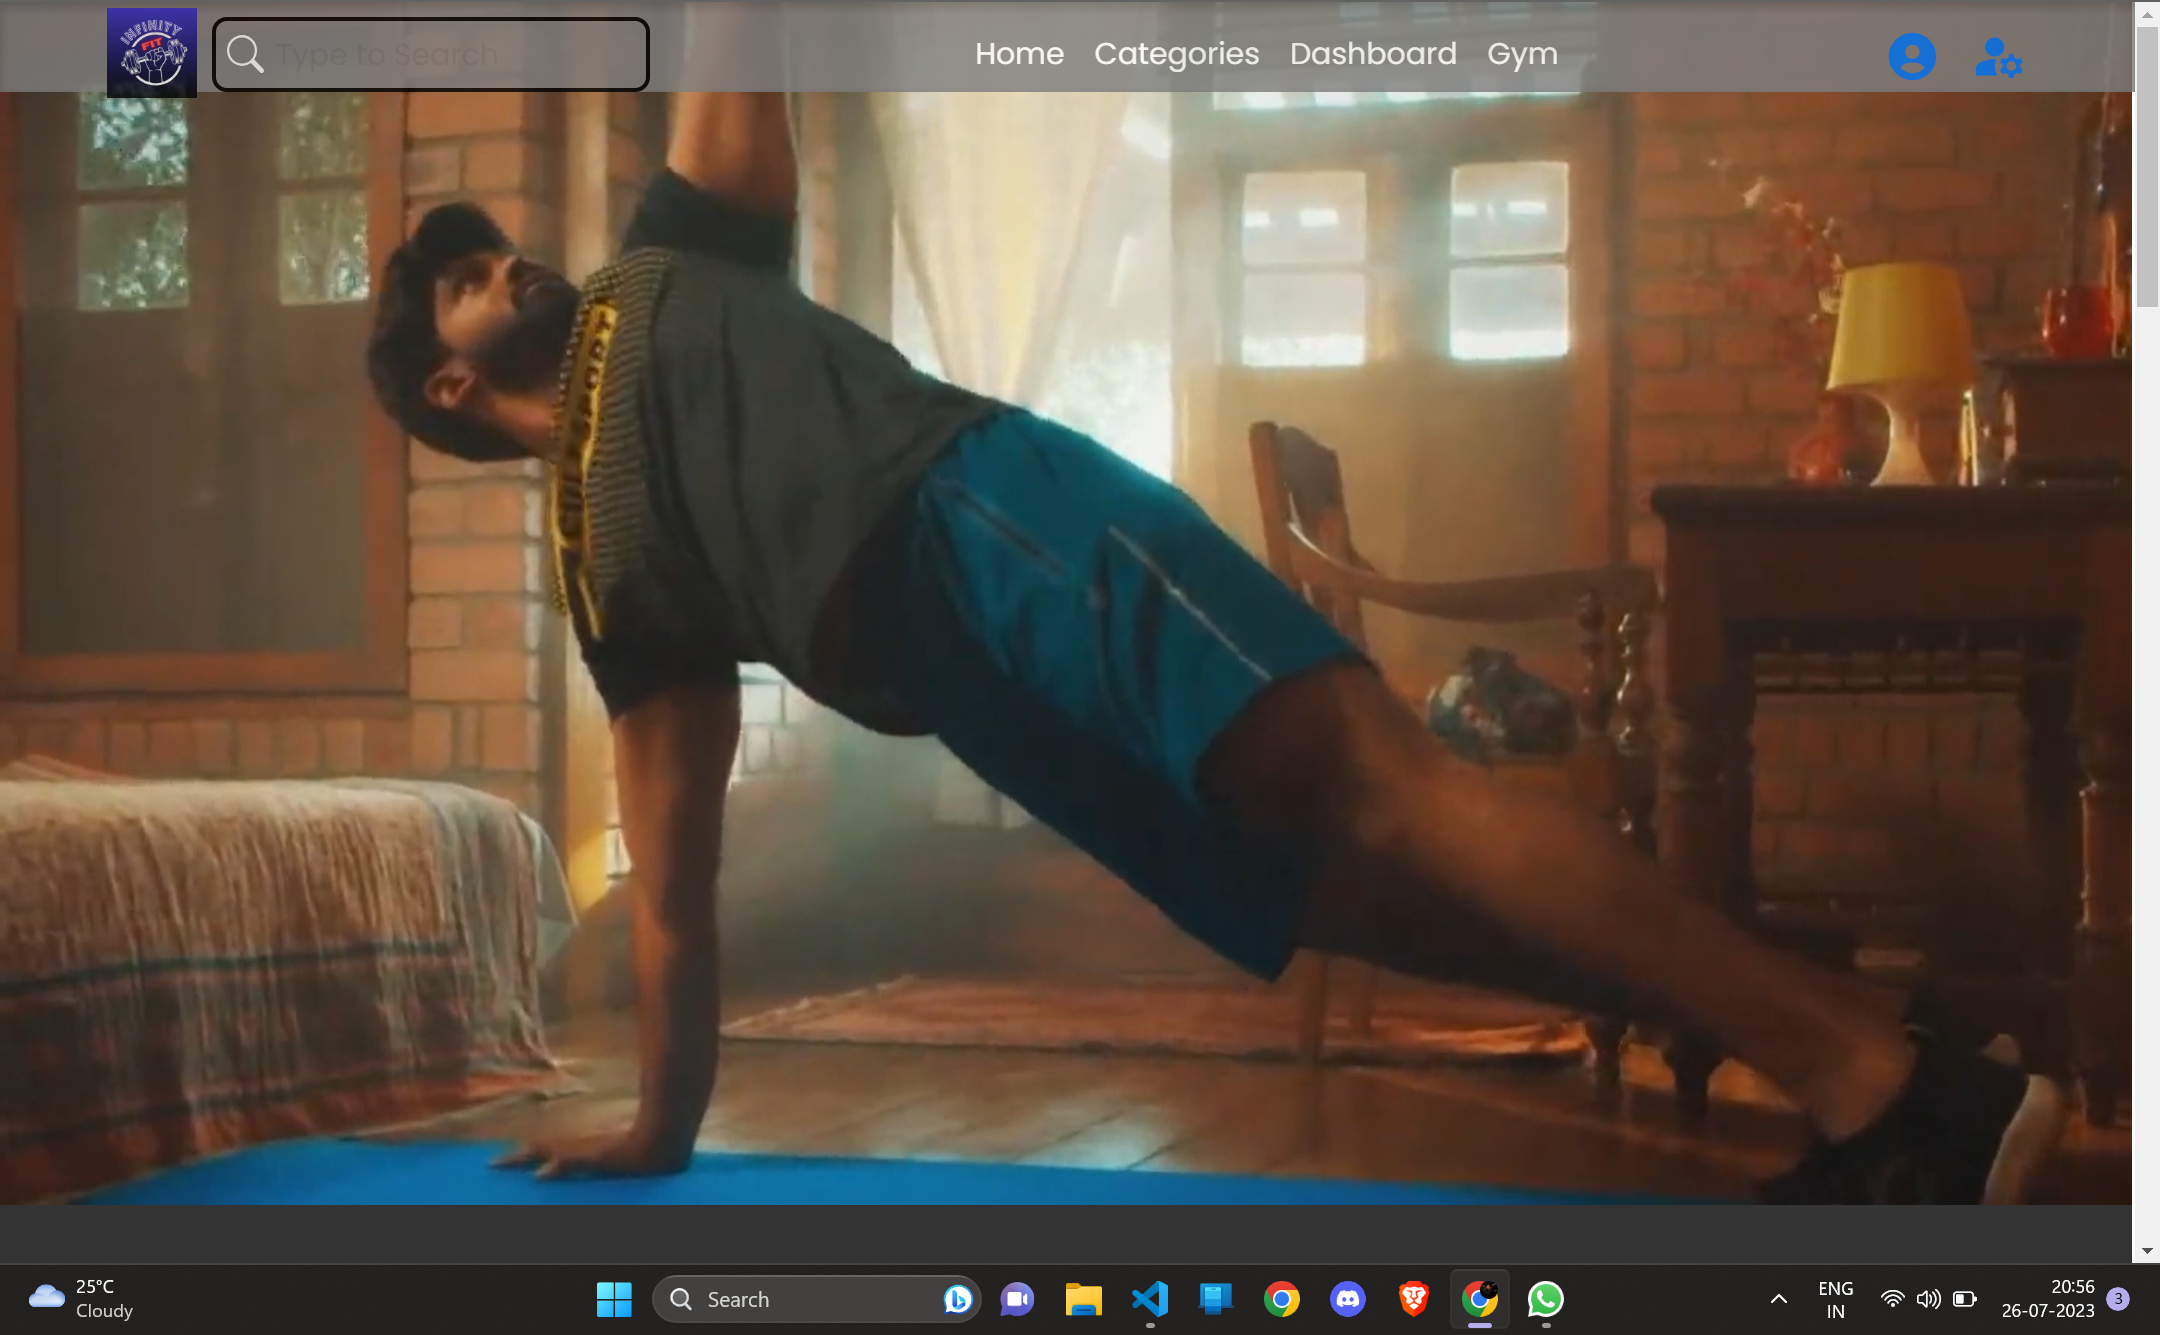 INFINITY
FIT
Type to Search
Home Categories Dashboard Gym
25°C
Cloudy
Search
ENG
IN
20:56
26-07-2023
3